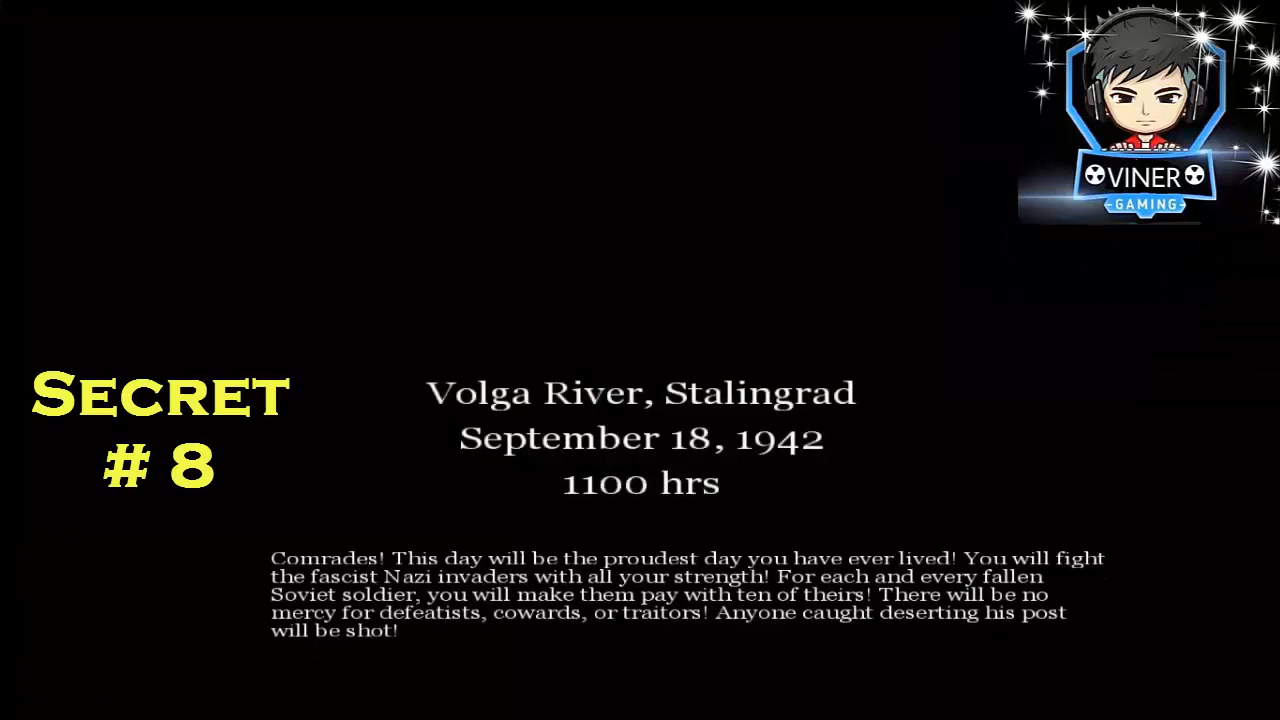 VINER
GAMING
Secret
# 8
Volga River, Stalingrad
September 18, 1942
1100 hrs
Comrades! This day will be the proudest day you have ever lived! You will fight
the fascist Nazi invaders with all your strength! For each and every fallen
Soviet soldier, you will make them pay with ten of theirs! There will be no
mercy for defeatists, cowards, or traitors! Anyone caught deserting his post
will be shot!